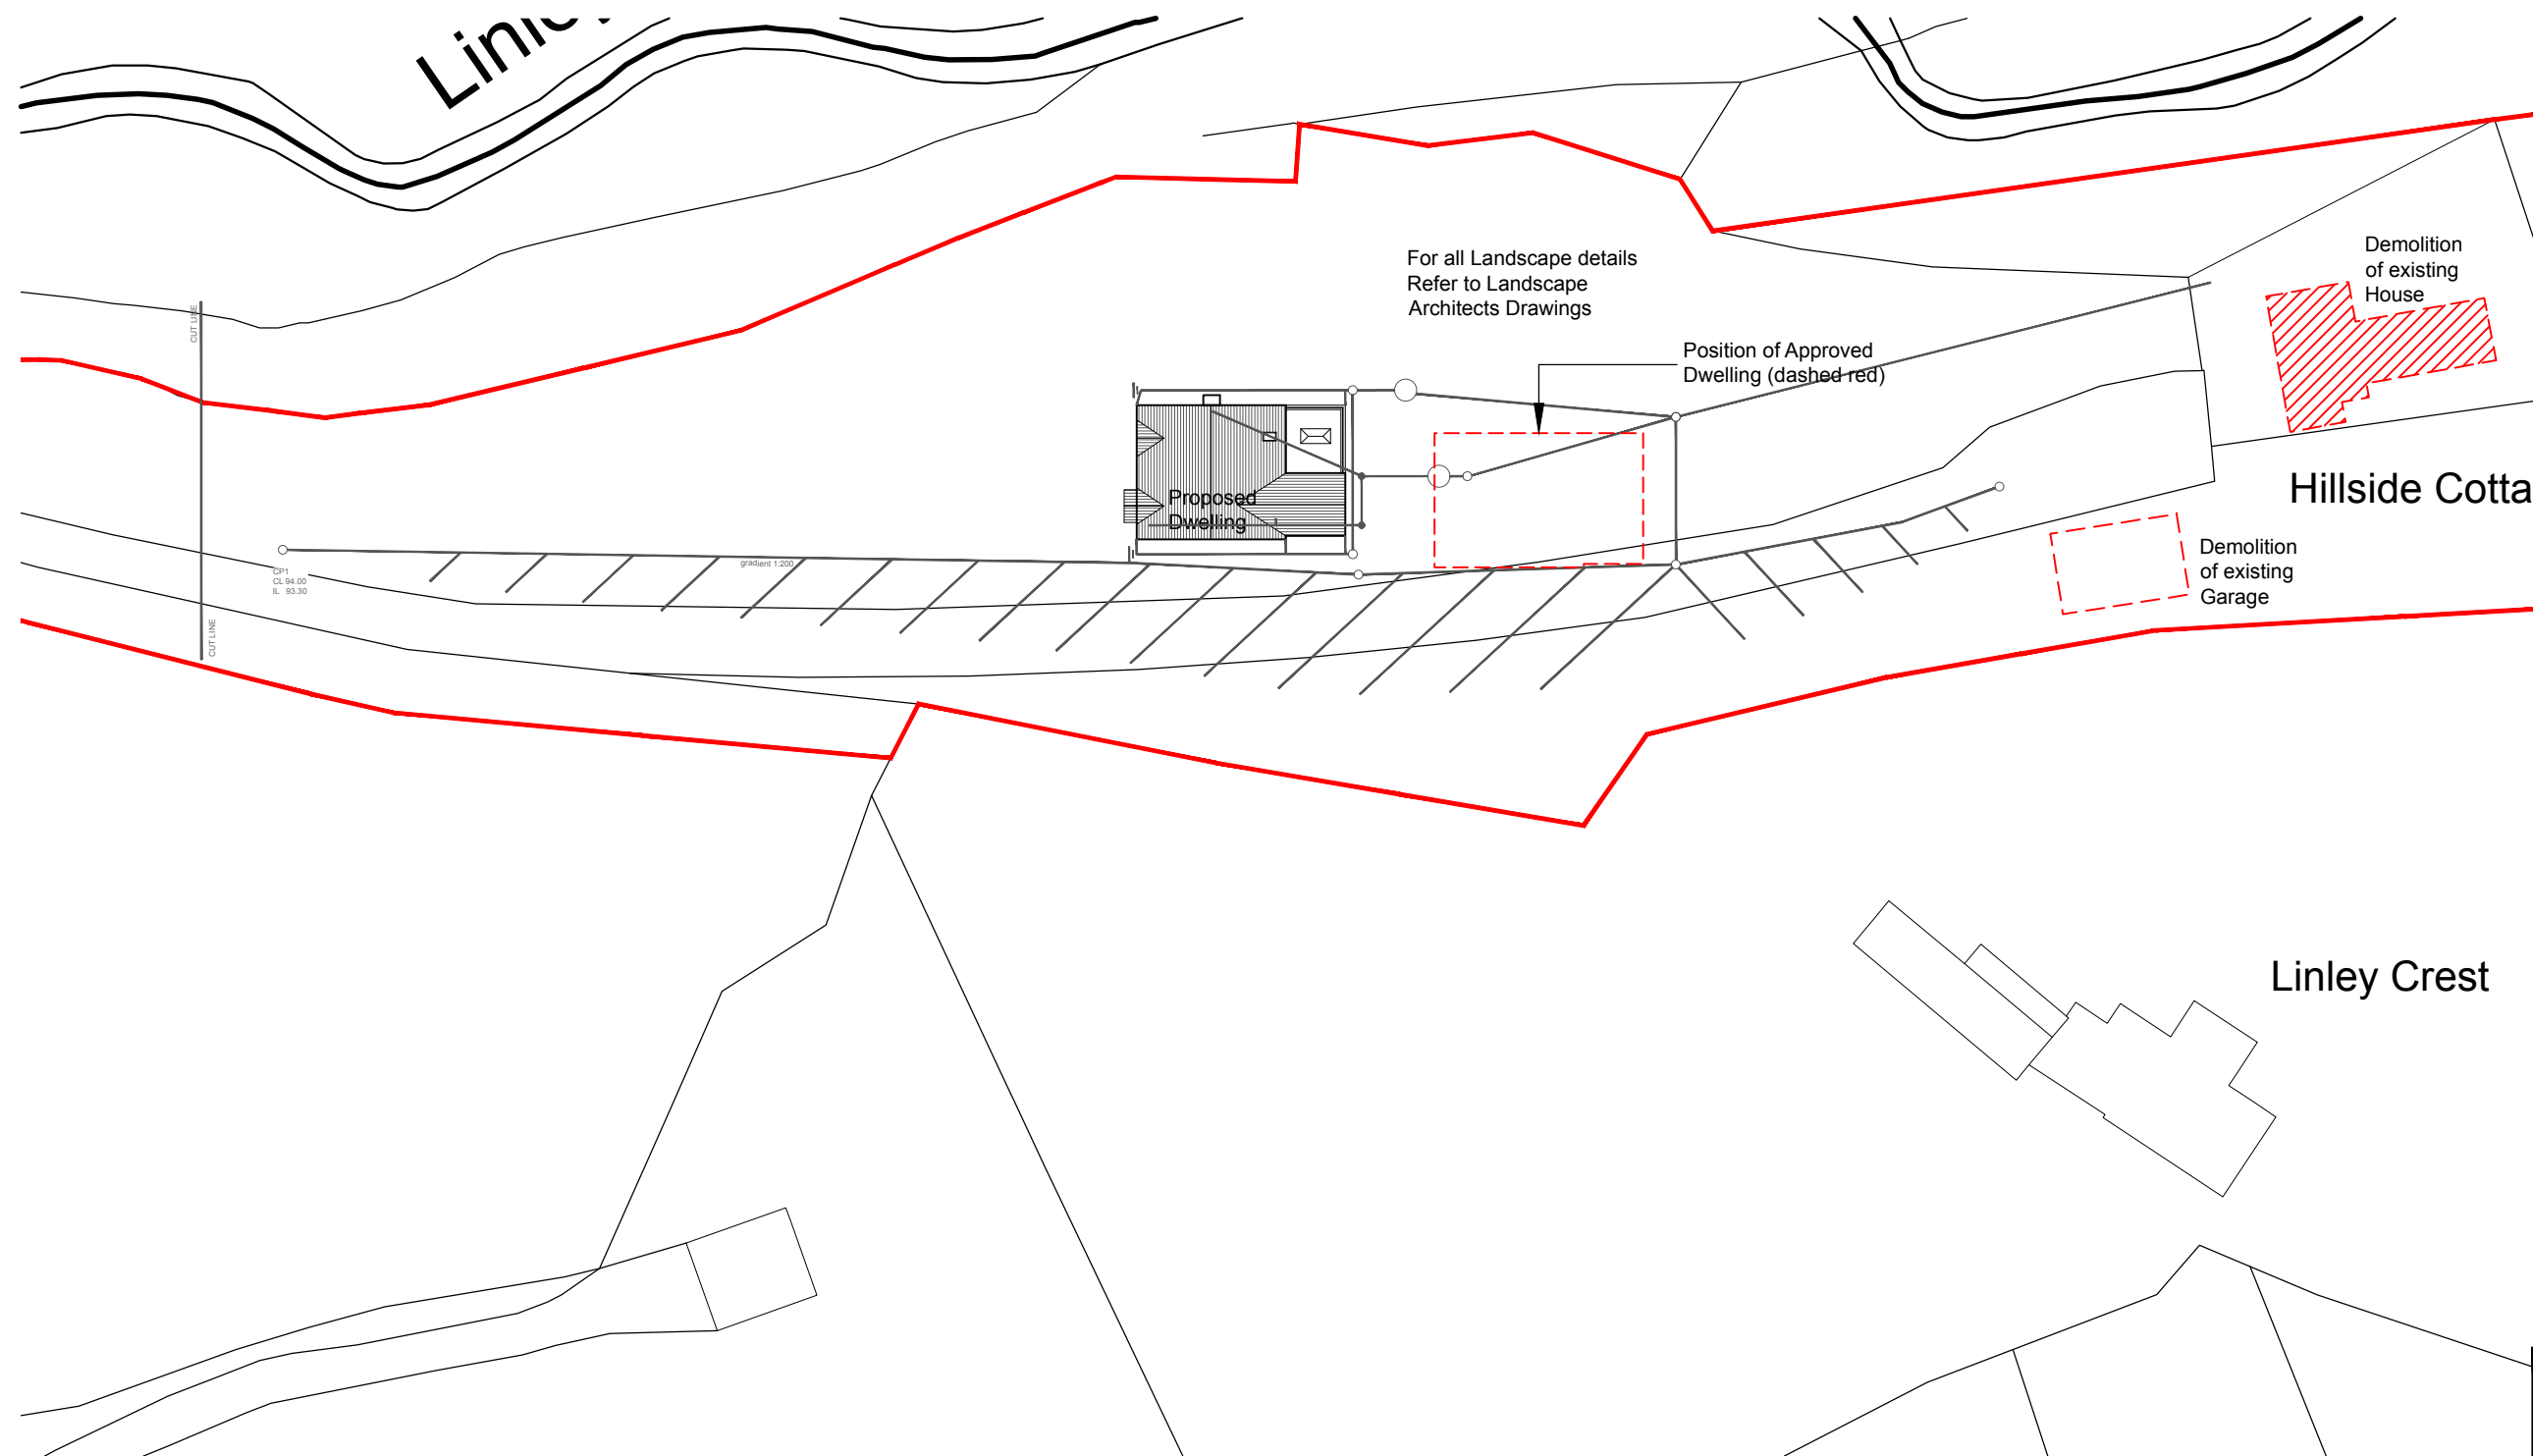 Linley
For all Landscape details
Refer to Landscape
Architects Drawings
Demolition
of existing
House
CUT LINE
Position of Approved
Dwelling (dashed red)
Proposed
Dwelling
Hillside Cotta
gradient 1:200
CP1
CL 94.00
IL 93.30
Demolition
of existing
Garage
CUT LINE
Linley Crest